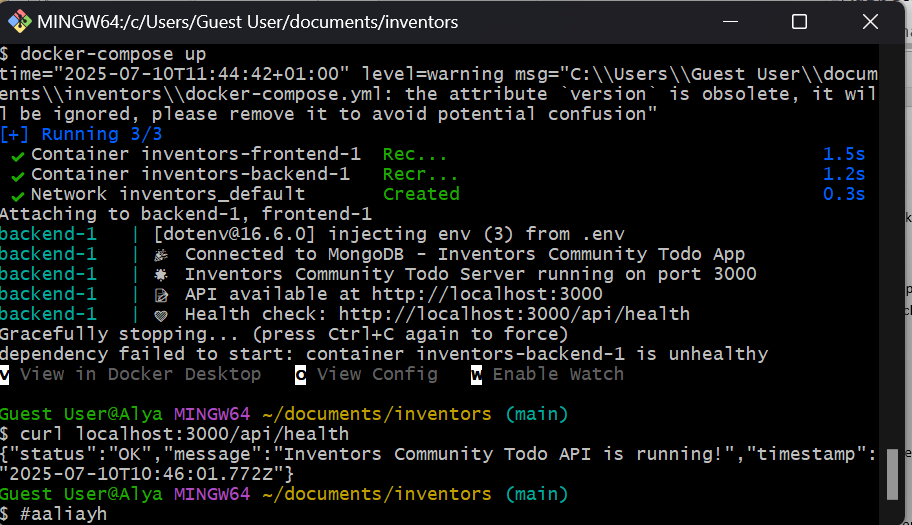 MINGW64:/c/Users/Guest User/documents/inventors
$ docker-compose up
time="2025-07-10T11:44:42+01:00" level=warning msg="C:\\Users\\Guest User\\docum
ents\\inventors\\docker-compose.yml: the attribute `version` is obsolete, it wil
l be ignored, please remove it to avoid potential confusion"
[+] Running 3/3
✔ Container inventors-frontend-1 Rec... 1.5s
✔ Container inventors-backend-1 Recr... 1.2s
✔ Network inventors_default Created 0.3s
Attaching to backend-1, frontend-1
backend-1 | [dotenv@16.6.0] injecting env (3) from .env
backend-1 | 🎉 Connected to MongoDB - Inventors Community Todo App
backend-1 | Inventors Community Todo Server running on port 3000
backend-1 | 📝 API available at http://localhost:3000
backend-1 | Health check: http://localhost:3000/api/health
Gracefully stopping... (press Ctrl+C again to force)
dependency failed to start: container inventors-backend-1 is unhealthy
v View in Docker Desktop o View Config w Enable Watch
Guest User@Alya MINGW64 ~/documents/inventors (main)
$ curl localhost:3000/api/health
{"status":"OK","message":"Inventors Community Todo API is running!","timestamp":
"2025-07-10T10:46:01.772Z"}
Guest User@Alya MINGW64 ~/documents/inventors (main)
$ #aaliayh